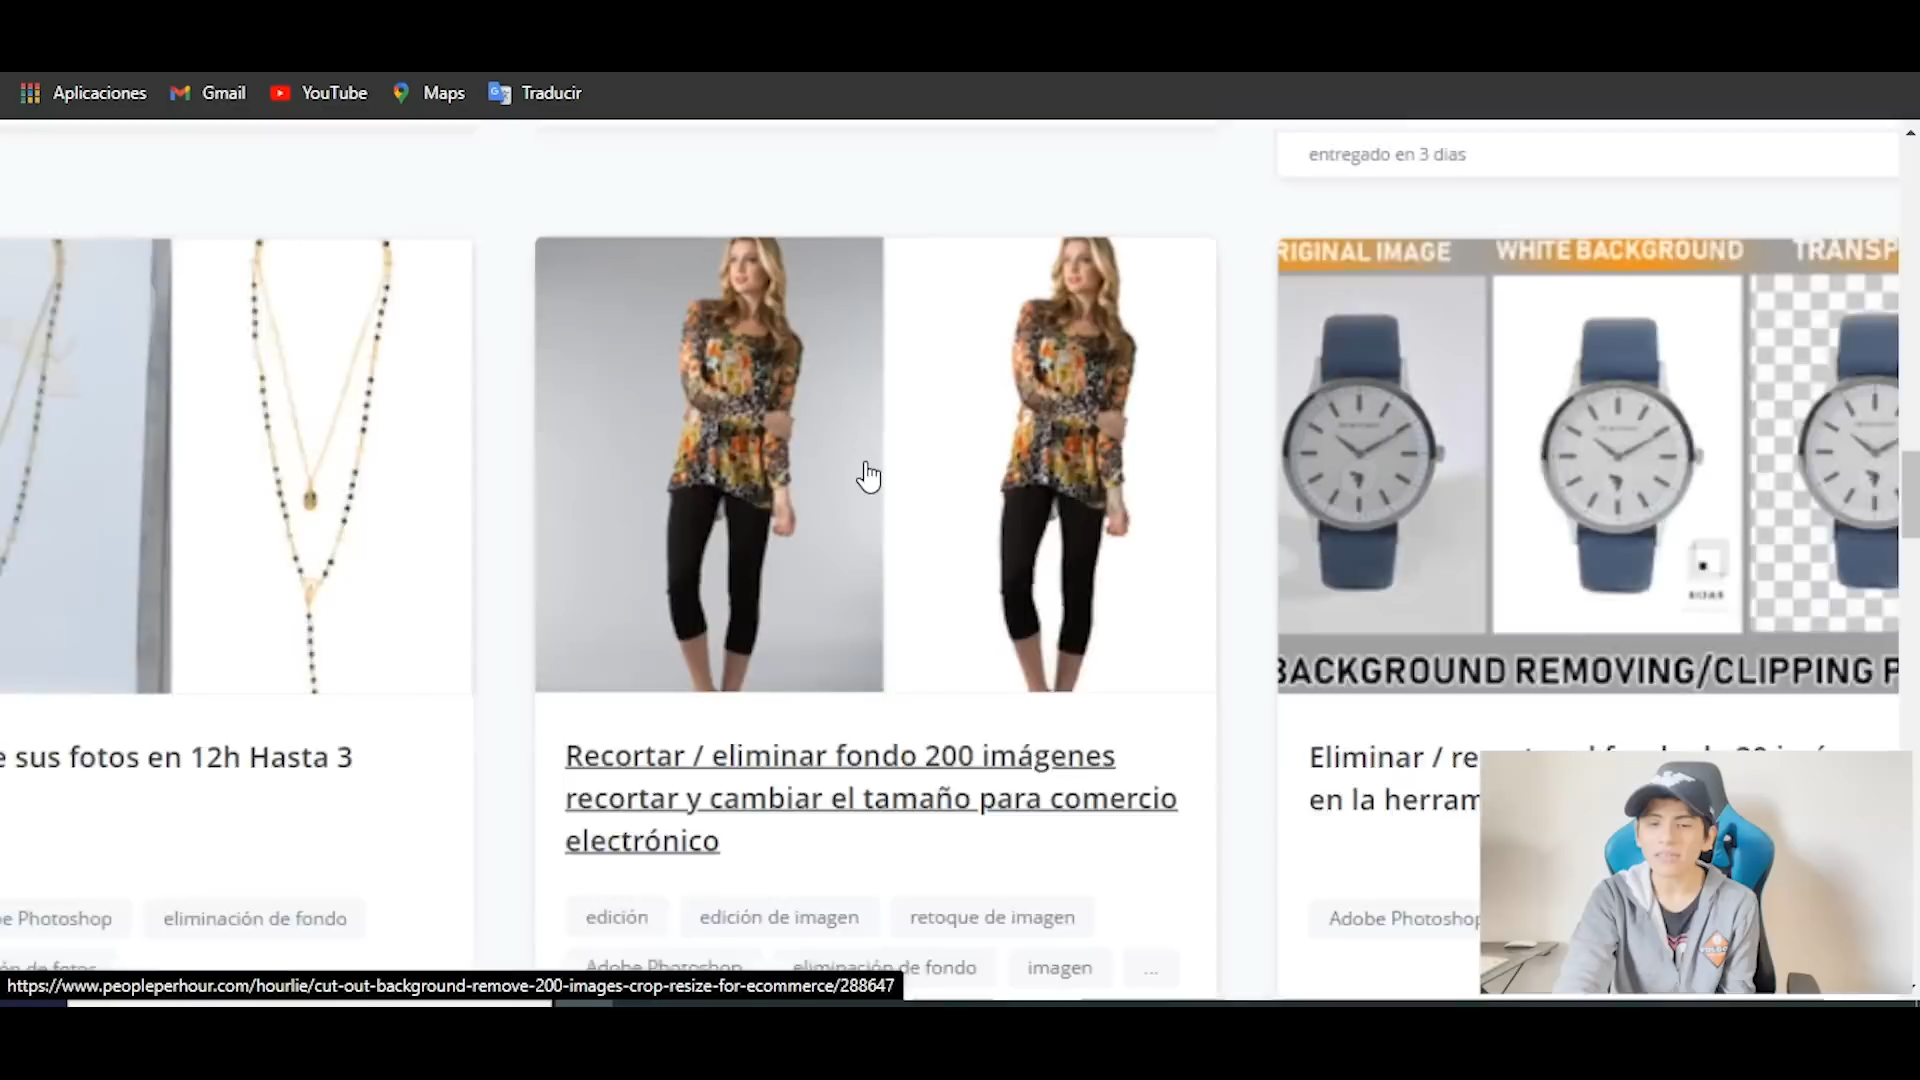 Aplicaciones Gmail YouTube Maps Traducir
entregado en 3 dias
RIGINAL IMAGE WHITE BACKGROUND TRANSP
BACKGROUND REMOVING/CLIPPING P
e sus fotos en 12h Hasta 3
Recortar / eliminar fondo 200 imágenes
recortar y cambiar el tamaño para comercio
electrónico
Eliminar / re
en la herram
e Photoshop eliminación de fondo
ón de fotos
edición edición de imagen retoque de imagen
Adobe Photoshop eliminación de fondo imagen ...
Adobe Photoshop
https://www.peopleperhour.com/hourlie/cut-out-background-remove-200-images-crop-resize-for-ecommerce/288647